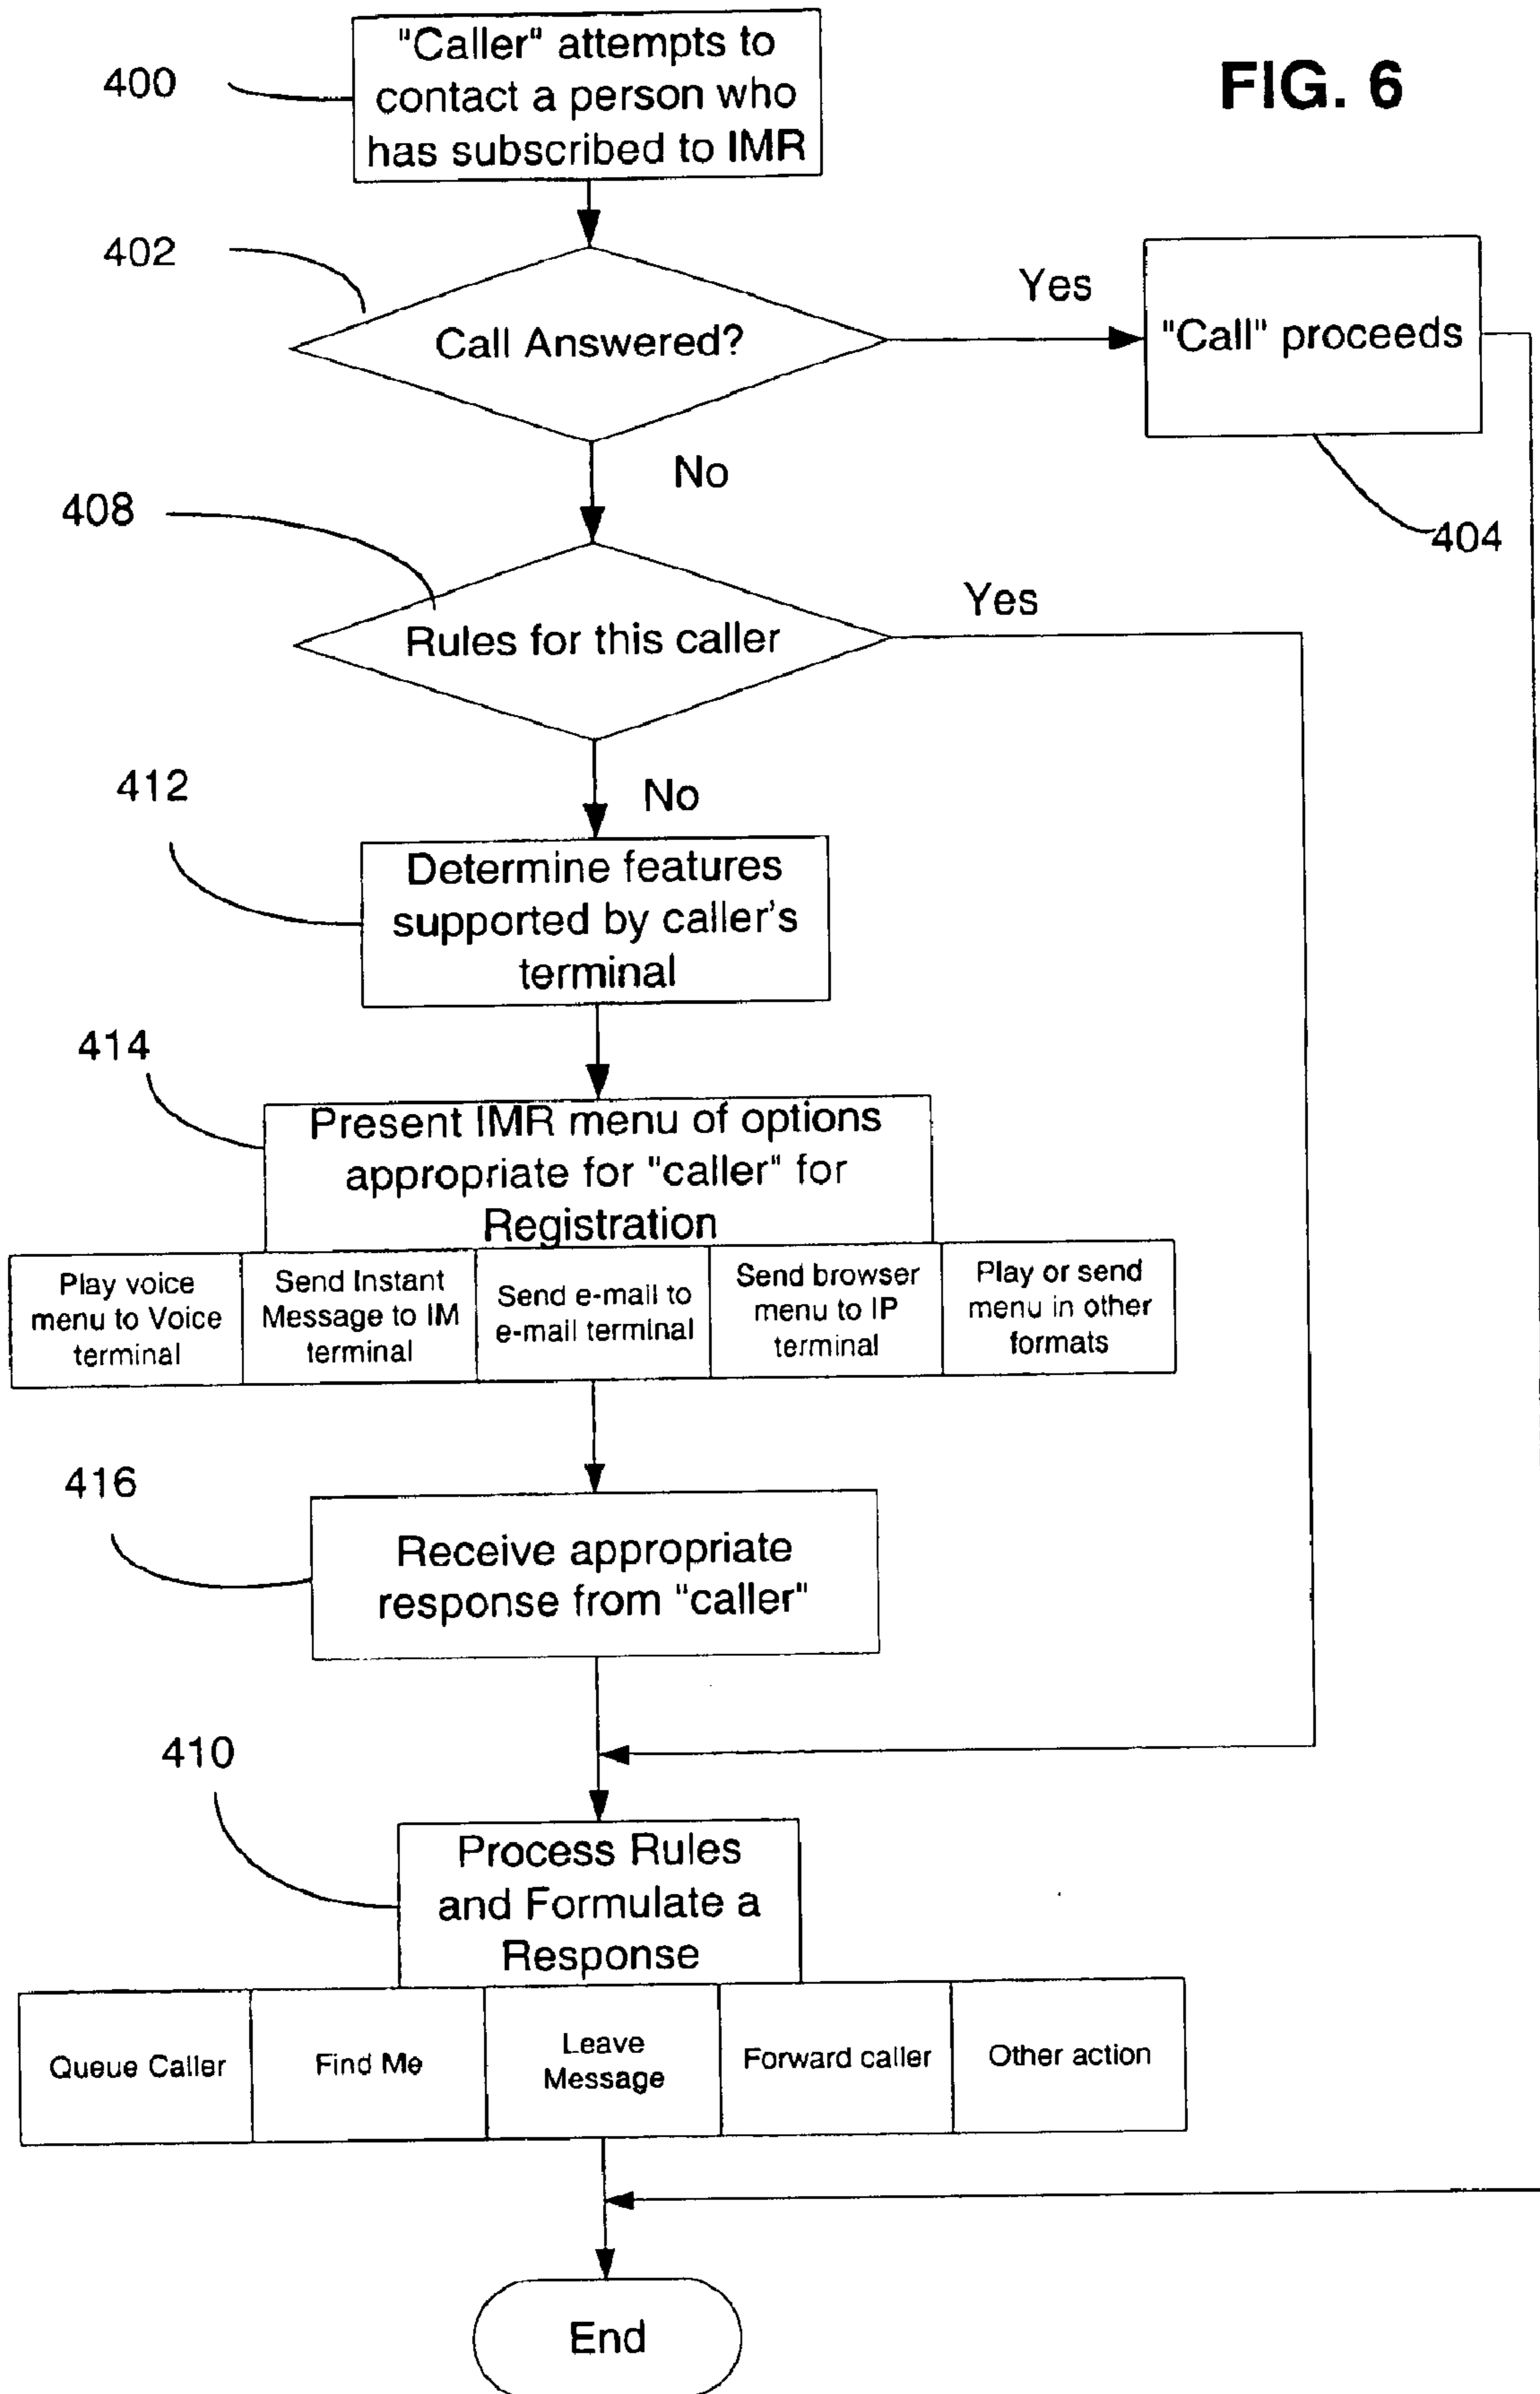 FIG. 6
400
"Caller" attempts to
contact a person who
has subscribed to IMR
402
Call Answered?
Yes
"Call" proceeds
404
No
408
Rules for this caller
Yes
No
412
Determine features
supported by caller's
terminal
414
Present IMR menu of options
appropriate for "caller" for
Registration
Play voice
menu to Voice
terminal
Send Instant
Message to IM
terminal
Send e-mail to
e-mail terminal
Send browser
menu to IP
terminal
Play or send
menu in other
formats
416
Receive appropriate
response from "caller"
410
Process Rules
and Formulate a
Response
Queue Caller
Find Me
Leave
Message
Forward caller
Other action
End